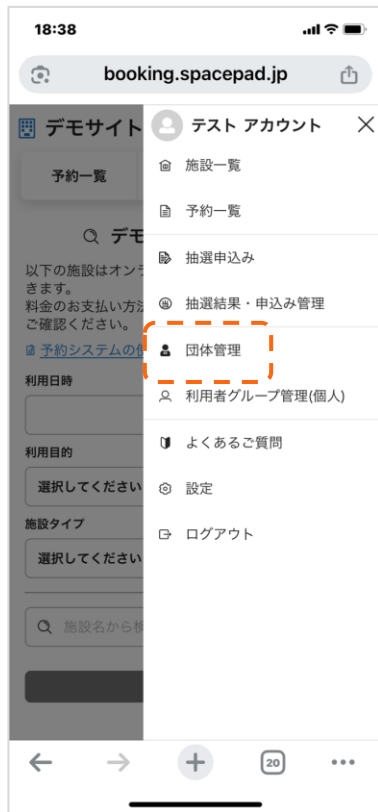 18:38
booking.spacepad.jp
デモサイト
テスト アカウント
予約一覧
施設一覧
予約一覧
デモ
抽選申込み
以下の施設はオンラ
きます。
料金のお支払い方法
ご確認ください。
抽選結果・申込み管理
予約システムの使
団体管理
利用日時
利用者グループ管理(個人)
利用目的
よくあるご質問
選択してください
設定
施設タイプ
ログアウト
選択してください
施設名から検
20